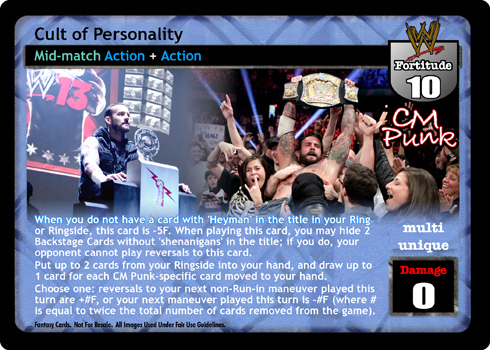 Cult of Personality
Mid-match Action + Action
W
Fortitude
10
CM
Punk
'13
When you do not have a card with 'Heyman' in the title in your Ring
or Ringside, this card is -5F. When playing this card, you may hide 2
Backstage Cards without 'shenanigans' in the title; if you do, your
opponent cannot play reversals to this card.
Put up to 2 cards from your Ringside into your hand, and draw up to
1 card for each CM Punk-specific card moved to your hand.
Choose one: reversals to your next non-Run-in maneuver played this
turn are +#F, or your next maneuver played this turn is -#F (where #
is equal to twice the total number of cards removed from the game).
multi
unique
Damage
0
Fantasy Cards. Not For Resale. All Images Used Under Fair Use Guidelines.